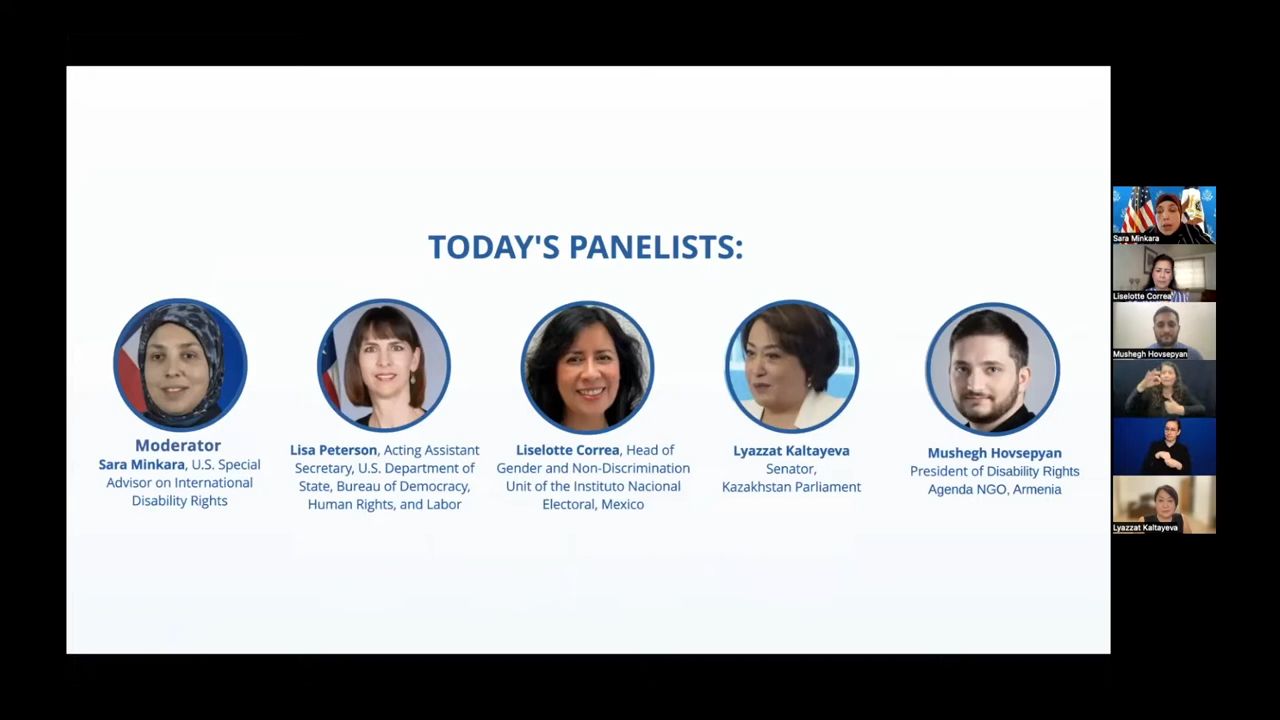 TODAY'S PANELISTS:
Moderator
Sara Minkara, U.S. Special
Advisor on International
Disability Rights
Lisa Peterson, Acting Assistant
Secretary, U.S. Department of
State, Bureau of Democracy,
Human Rights, and Labor
Liselotte Correa, Head of
Gender and Non-Discrimination
Unit of the Instituto Nacional
Electoral, Mexico
Lyazzat Kaltayeva
Senator,
Kazakhstan Parliament
Mushegh Hovsepyan
President of Disability Rights
Agenda NGO, Armenia
Sara Minkara
Liselotte Correa
Mushegh Hovsepyan
Lyazzat Kaltayeva